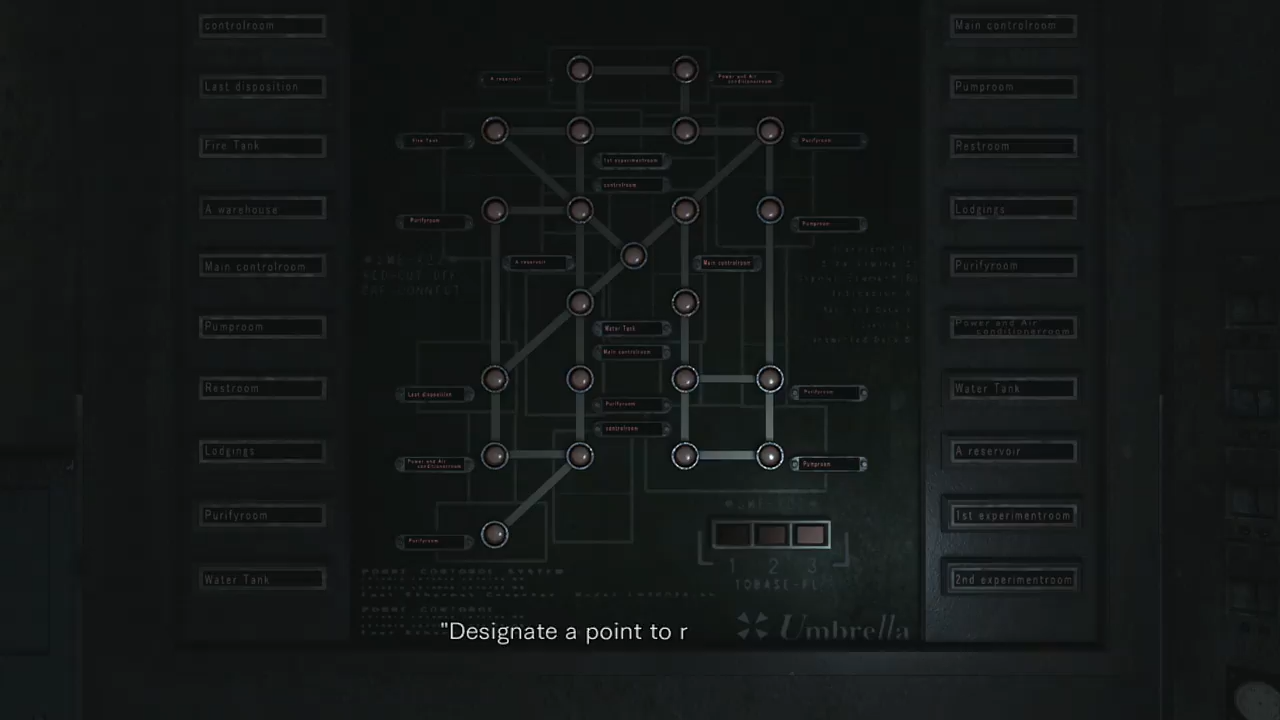 controlroom
Last disposition
Fire Tank
A warehouse
Main controlroom
Pumproom
Restroom
Lodgings
Purifyroom
Water Tank
A reservoir
Power and Air
conditionerroom
Fire Tank
Purifyroom
1st experimentroom
controlroom
Purifyroom
Pumproom
A reservoir
Main controlroom
Water Tank
Main controlroom
Last disposition
Purifyroom
Purifyroom
controlroom
Power and Air
conditionerroom
Pumproom
Purifyroom
1 2 3
Umbrella
Main controlroom
Pumproom
Restroom
Lodgings
Purifyroom
Power and Air
conditionerroom
Water Tank
A reservoir
1st experimentroom
2nd experimentroom
"Designate a point to r